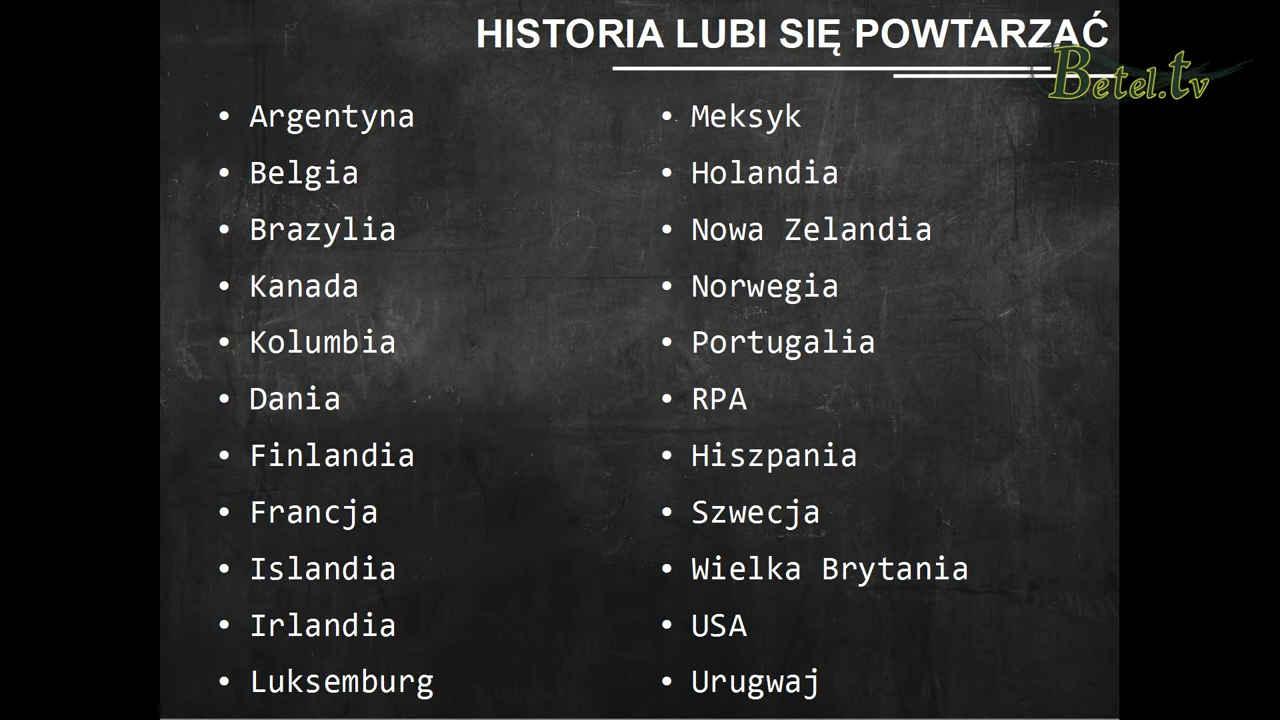 HISTORIA LUBI SIĘ POWTARZAĆ
Betel.tv
• Argentyna
• Belgia
• Brazylia
• Kanada
• Kolumbia
• Dania
• Finlandia
• Francja
• Islandia
• Irlandia
• Luksemburg
• Meksyk
• Holandia
• Nowa Zelandia
• Norwegia
• Portugalia
• RPA
• Hiszpania
• Szwecja
• Wielka Brytania
• USA
• Urugwaj